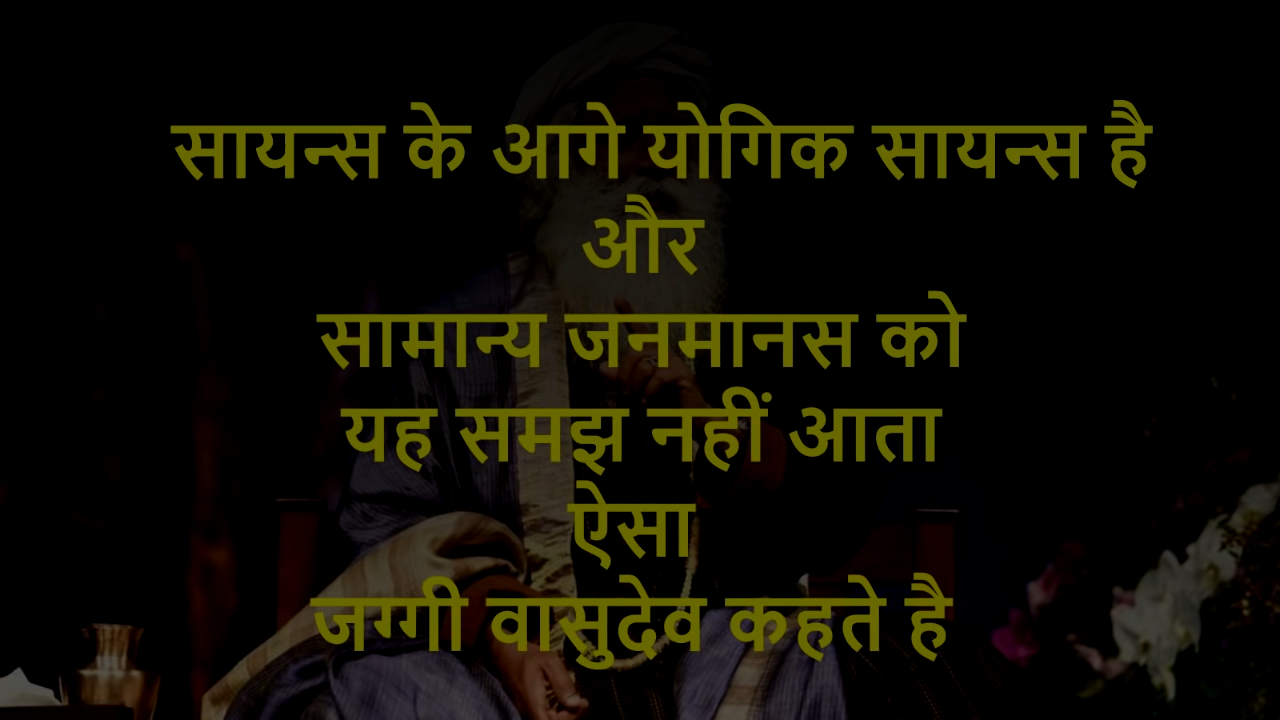 सायन्स के आगे योगिक सायन्स है
और
सामान्य जनमानस को
यह समझ नहीं आता
ऐसा
जग्गी वासुदेव कहते है